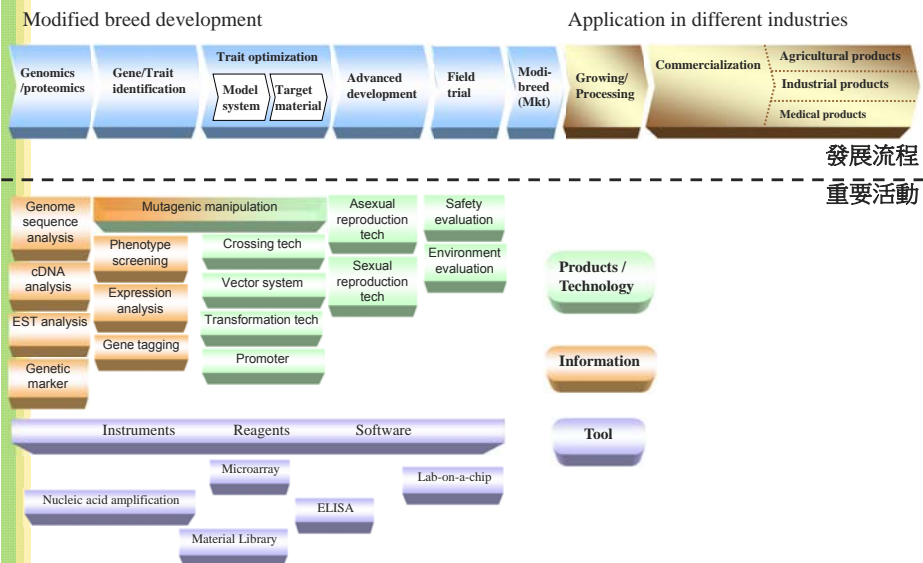 Modified breed development
Application in different industries
Genomics
/proteomics
Gene/Trait
identification
Trait optimization
Model
system
Target
material
Advanced
development
Field
trial
Modi-
breed
(Mkt)
Growing/
Processing
Commercialization
Agricultural products
Industrial products
Medical products
發展流程
重要活動
Genome
sequence
analysis
cDNA
analysis
EST analysis
Genetic
marker
Mutagenic manipulation
Phenotype
screening
Expression
analysis
Gene tagging
Crossing tech
Vector system
Transformation tech
Promoter
Asexual
reproduction
tech
Sexual
reproduction
tech
Safety
evaluation
Environment
evaluation
Products /
Technology
Information
Tool
Instruments Reagents Software
Microarray
Lab-on-a-chip
Nucleic acid amplification
ELISA
Material Library